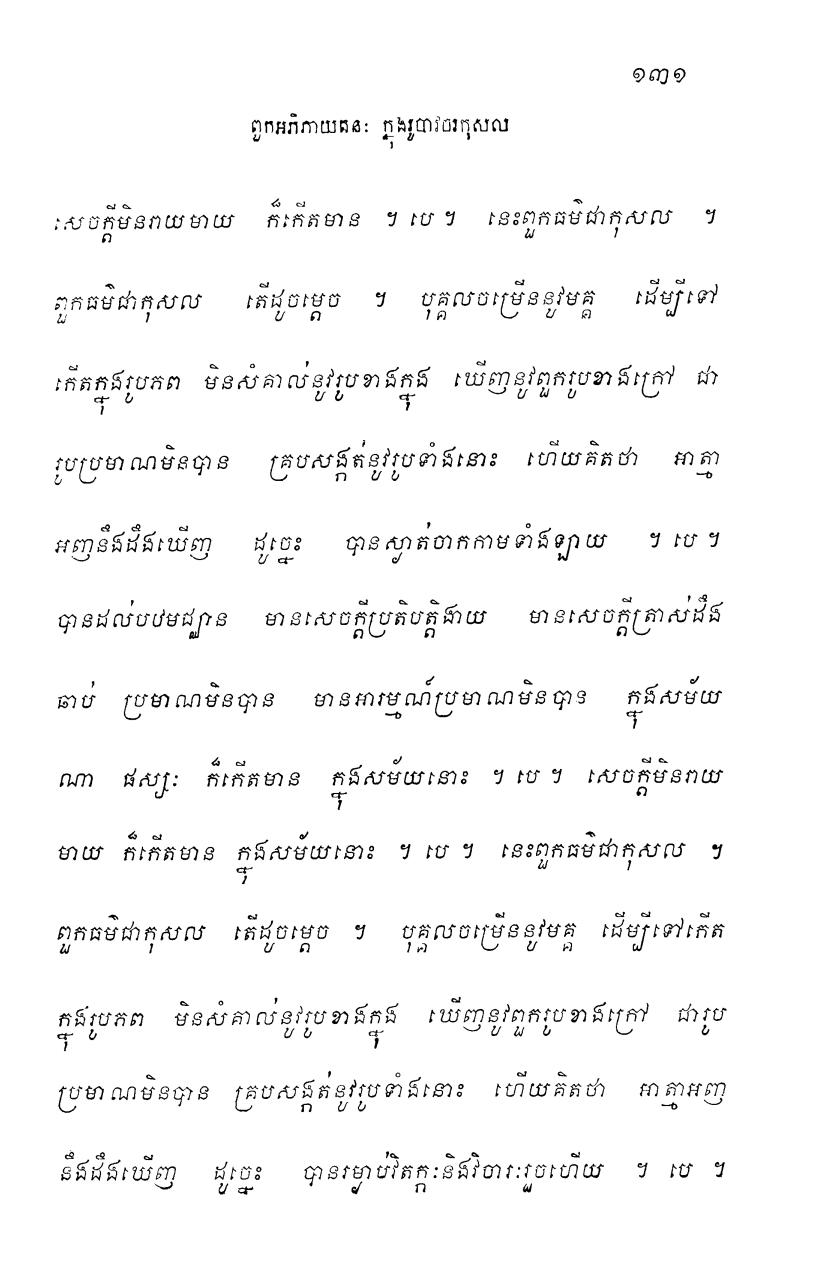 ១៣១
ពួកអភិភាយតនៈ ក្នុងរូបាវចរកុសល
សេចក្តីមិនរាយមាយ ក៏កើតមាន ។ បេ ។ នេះពួកធម៌ជាកុសល ។
ពួកធម៌ជាកុសល តើដូចម្តេច ។ បុគ្គលចម្រើននូវមគ្គ ដើម្បីទៅ
កើតក្នុងរូបភព មិនសំគាល់នូវរូបខាងក្នុង ឃើញនូវពួករូបខាងក្រៅ ជា
រូបប្រមាណមិនបាន គ្របសង្កត់នូវរូបទាំងនោះ ហើយគិតថា អាត្មា
អញនឹងដឹងឃើញ ដូច្នេះ បានស្ងាត់ចាកកាមទាំងឡាយ ។ បេ ។
បានដល់បឋមជ្ឈាន មានសេចក្តីប្រតិបត្តិងាយ មានសេចក្តីត្រាស់ដឹង
ឆាប់ ប្រមាណមិនបាន មានអារម្មណ៍ប្រមាណមិនបាន ក្នុងសម័យ
ណា ផស្សៈ ក៏កើតមាន ក្នុងសម័យនោះ ។ បេ ។ សេចក្តីមិនរាយ
មាយ ក៏កើតមាន ក្នុងសម័យនោះ ។ បេ ។ នេះពួកធម៌ជាកុសល ។
ពួកធម៌ជាកុសល តើដូចម្តេច ។ បុគ្គលចម្រើននូវមគ្គ ដើម្បីទៅកើត
ក្នុងរូបភព មិនសំគាល់នូវរូបខាងក្នុង ឃើញនូវពួករូបខាងក្រៅ ជារូប
ប្រមាណមិនបាន គ្របសង្កត់នូវរូបទាំងនោះ ហើយគិតថា អាត្មាអញ
នឹងដឹងឃើញ ដូច្នេះ បានរម្ងាប់វិតក្កៈនិងវិចារៈរួចហើយ ។ បេ ។